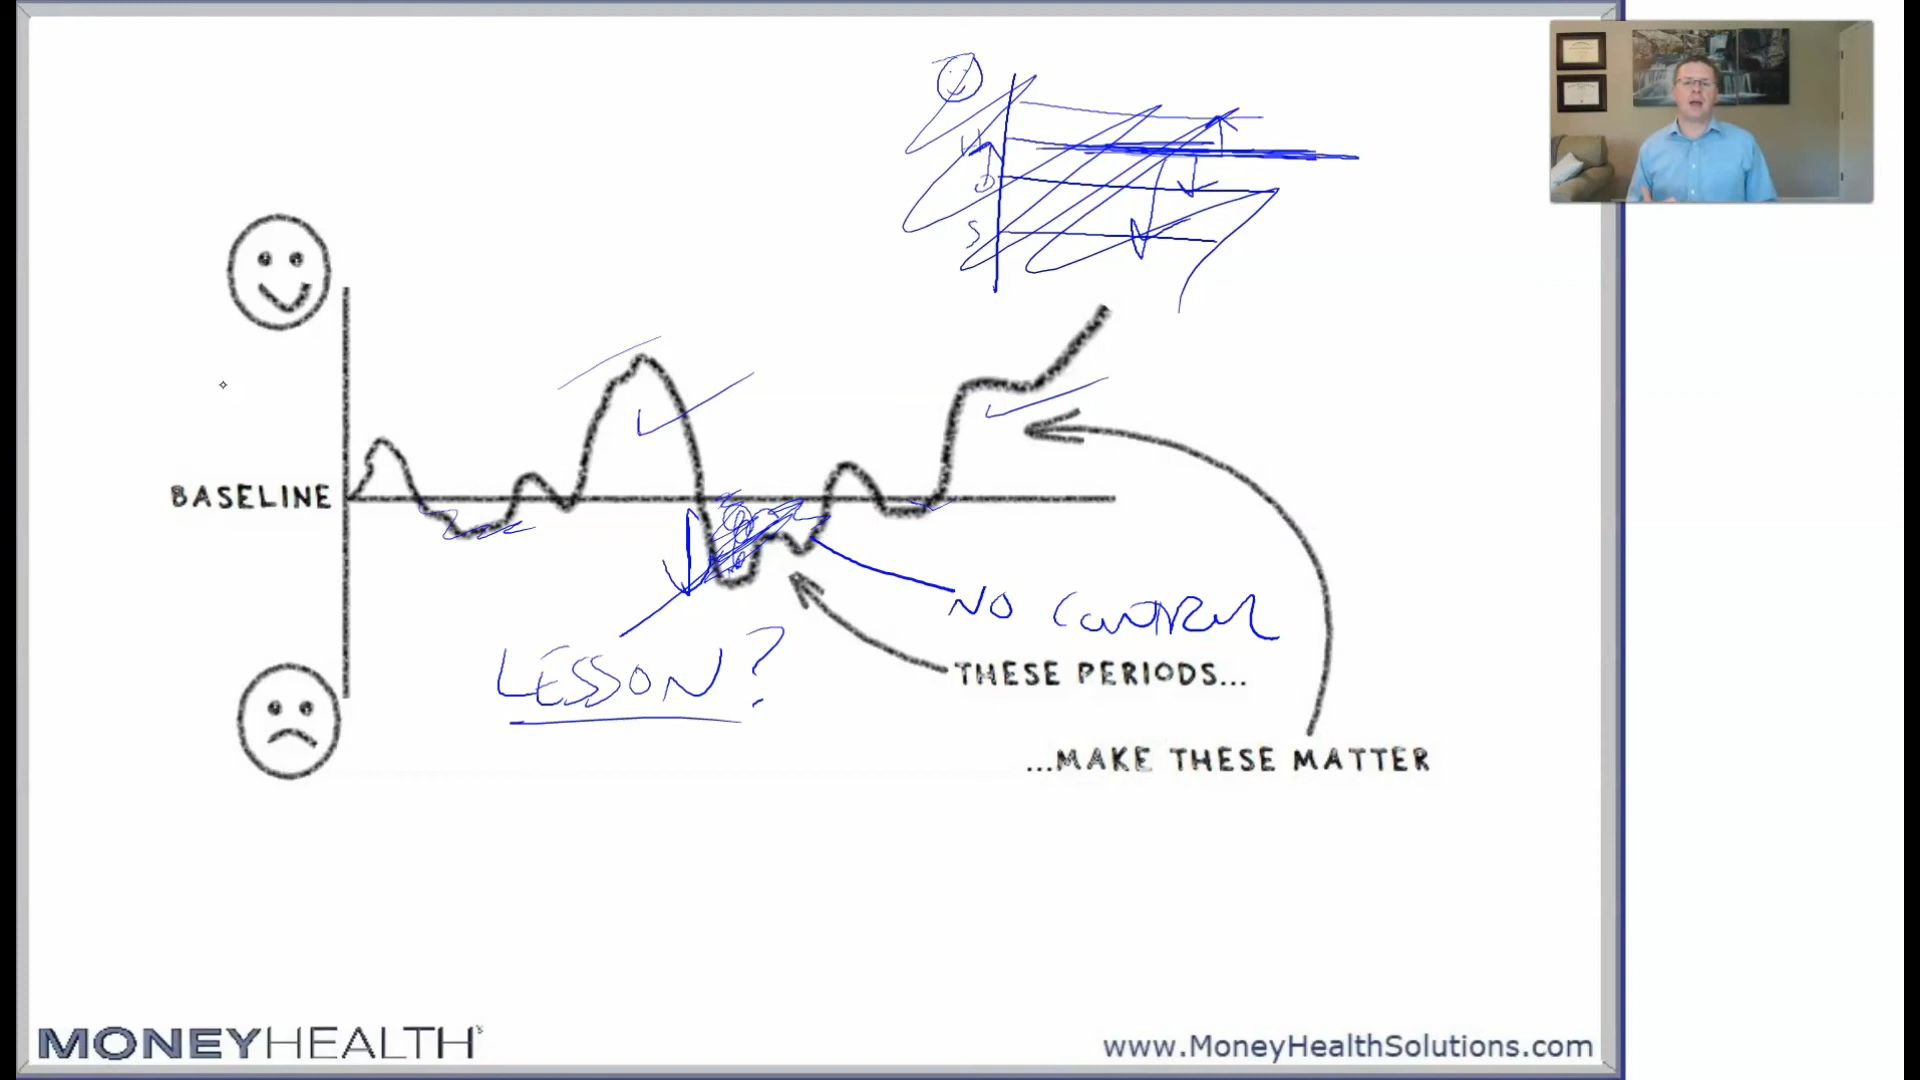 H
D
S
BASELINE
NO CONTROL
LESSON?
THESE PERIODS...
...MAKE THESE MATTER
MONEYHEALTH
www.MoneyHealthSolutions.com